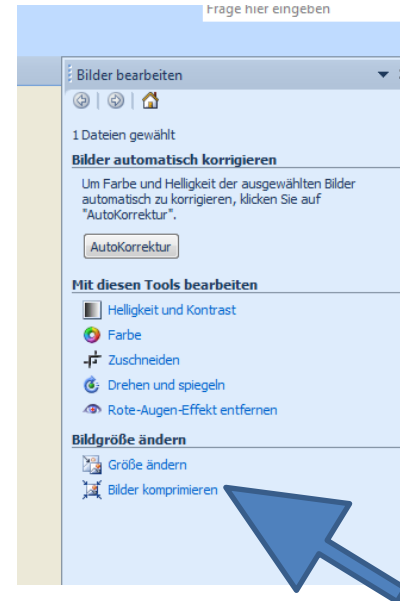 Frage hier eingeben
Bilder bearbeiten
1 Dateien gewählt
Bilder automatisch korrigieren
Um Farbe und Helligkeit der ausgewählten Bilder
automatisch zu korrigieren, klicken Sie auf
"AutoKorrektur".
AutoKorrektur
Mit diesen Tools bearbeiten
Helligkeit und Kontrast
Farbe
Zuschneiden
Drehen und spiegeln
Rote-Augen-Effekt entfernen
Bildgröße ändern
Größe ändern
Bilder komprimieren